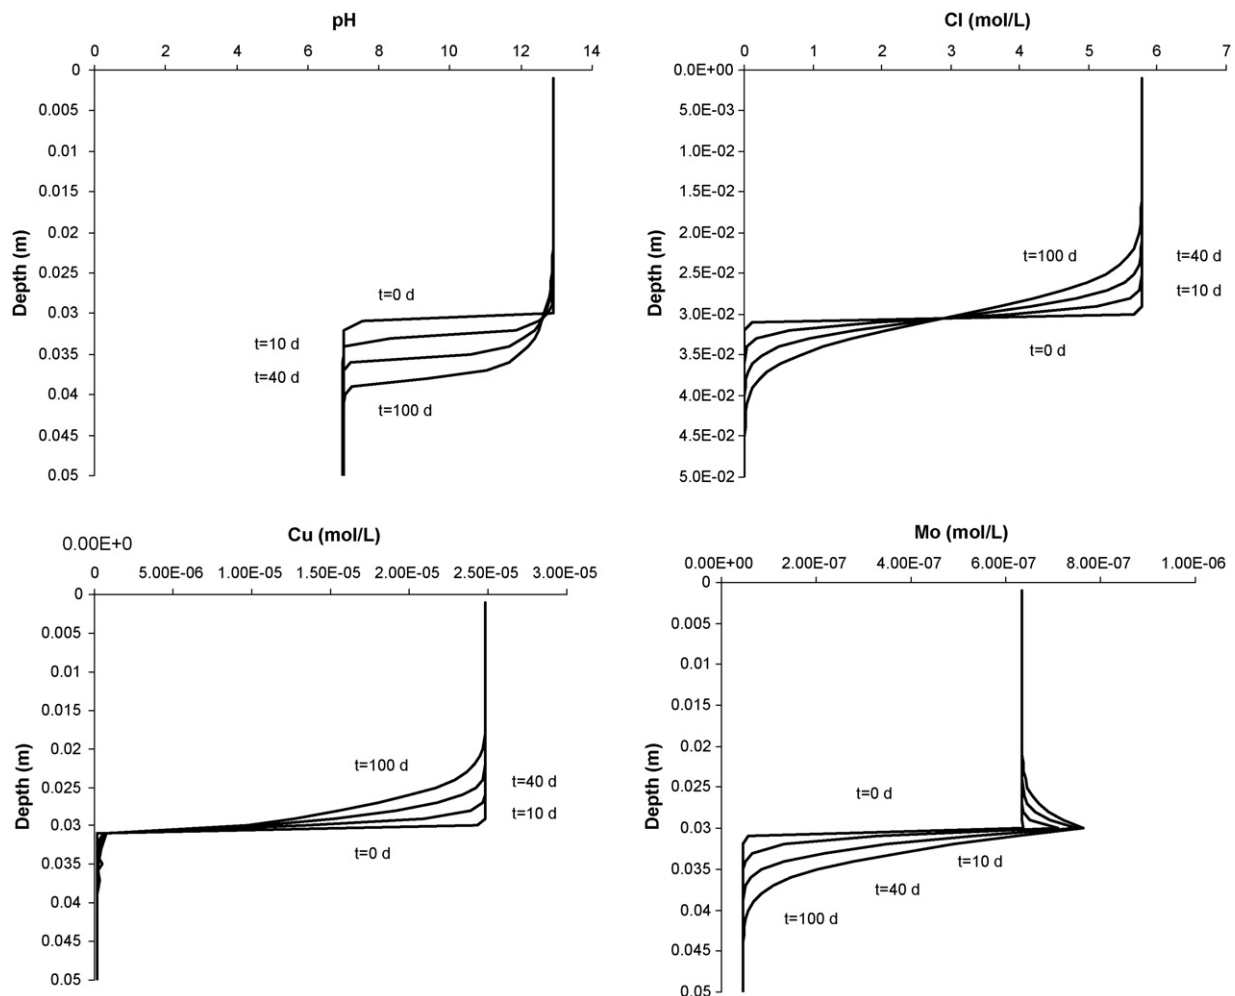 pH
0 2 4 6 8 10 12 14
0
0.005
0.01
0.015
0.02
0.025
0.03
0.035
0.04
0.045
0.05
Depth (m)
t=0 d
t=10 d
t=40 d
t=100 d
Cl (mol/L)
0 1 2 3 4 5 6 7
0.0E+00
5.0E-03
1.0E-02
1.5E-02
2.0E-02
2.5E-02
3.0E-02
3.5E-02
4.0E-02
4.5E-02
5.0E-02
Depth (m)
t=100 d
t=40 d
t=10 d
t=0 d
Cu (mol/L)
0.00E+0
0 5.00E-06 1.00E-05 1.50E-05 2.00E-05 2.50E-05 3.00E-05
0
0.005
0.01
0.015
0.02
0.025
0.03
0.035
0.04
0.045
0.05
Depth (m)
t=100 d
t=40 d
t=10 d
t=0 d
Mo (mol/L)
0.00E+00 2.00E-07 4.00E-07 6.00E-07 8.00E-07 1.00E-06
0
0.005
0.01
0.015
0.02
0.025
0.03
0.035
0.04
0.045
0.05
Depth (m)
t=0 d
t=10 d
t=40 d
t=100 d